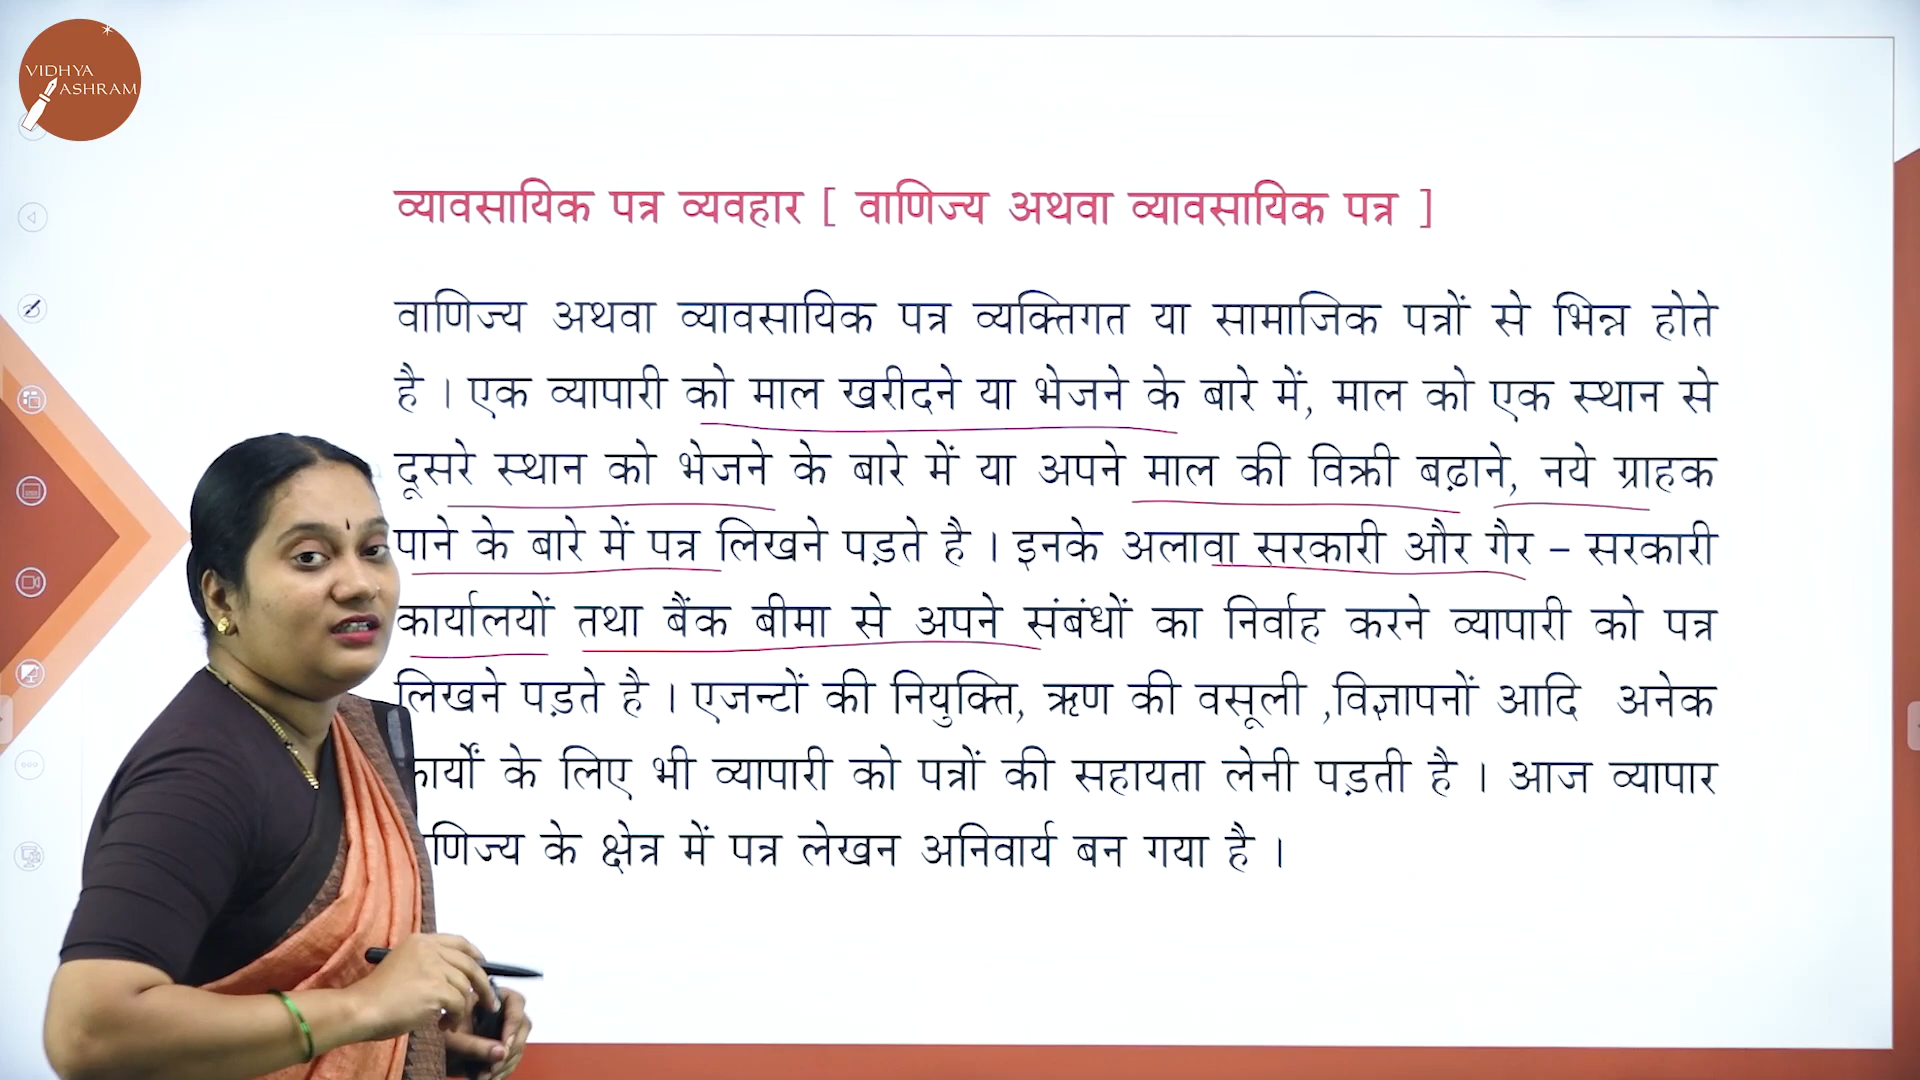 VIDHYA
ASHRAM
व्यावसायिक पत्र व्यवहार [ वाणिज्य अथवा व्यावसायिक पत्र ]
वाणिज्य अथवा व्यावसायिक पत्र व्यक्तिगत या सामाजिक पत्रों से भिन्न होते
है । एक व्यापारी को माल खरीदने या भेजने के बारे में, माल को एक स्थान से
दूसरे स्थान को भेजने के बारे में या अपने माल की विक्री बढ़ाने, नये ग्राहक
पाने के बारे में पत्र लिखने पड़ते है । इनके अलावा सरकारी और गैर – सरकारी
कार्यालयों तथा बैंक बीमा से अपने संबंधों का निर्वाह करने व्यापारी को पत्र
लिखने पड़ते है । एजन्टों की नियुक्ति, ऋण की वसूली ,विज्ञापनों आदि अनेक
के लिए भी व्यापारी को पत्रों की सहायता लेनी पड़ती है । आज व्यापार
के क्षेत्र में पत्र लेखन अनिवार्य बन गया है ।